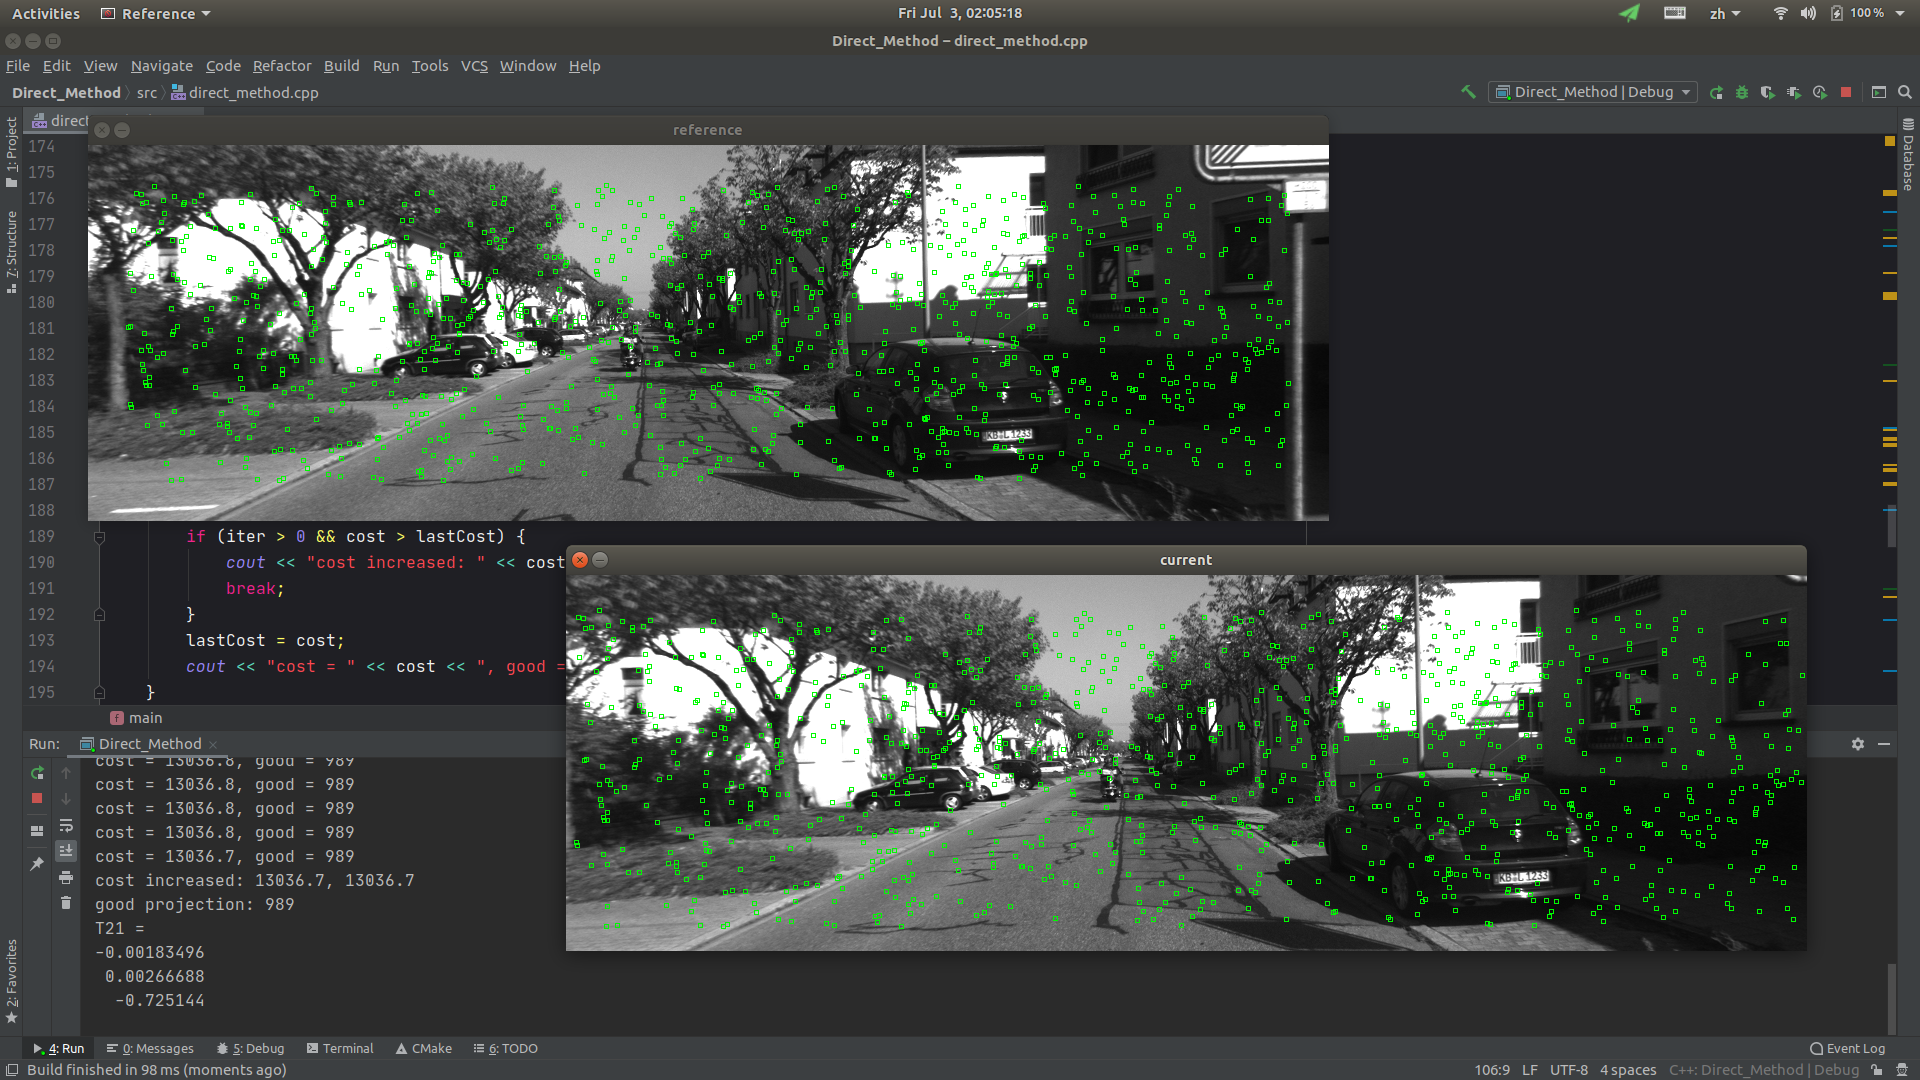 Activities Reference Fri Jul 3, 02:05:18 zh 100%
Direct_Method – direct_method.cpp
File Edit View Navigate Code Refactor Build Run Tools VCS Window Help
Direct_Method src direct_method.cpp Direct_Method | Debug
direct
1: Project
7: Structure
2: Favorites
Database
reference
174
175
176
177
178
179
180
181
182
183
184
185
186
187
188
KB L 1233
189 if (iter > 0 && cost > lastCost) {
190 cout << "cost increased: " << cost
191 break;
192 }
193 lastCost = cost;
194 cout << "cost = " << cost << ", good =
195 }
main
current
KB L 1233
Run: Direct_Method
cost = 13036.8, good = 989
cost = 13036.8, good = 989
cost = 13036.8, good = 989
cost = 13036.8, good = 989
cost = 13036.7, good = 989
cost increased: 13036.7, 13036.7
good projection: 989
T21 =
-0.00183496
0.00266688
-0.725144
4: Run 0: Messages 5: Debug Terminal CMake 6: TODO Event Log
Build finished in 98 ms (moments ago) 106:9 LF UTF-8 4 spaces C++: Direct_Method | Debug